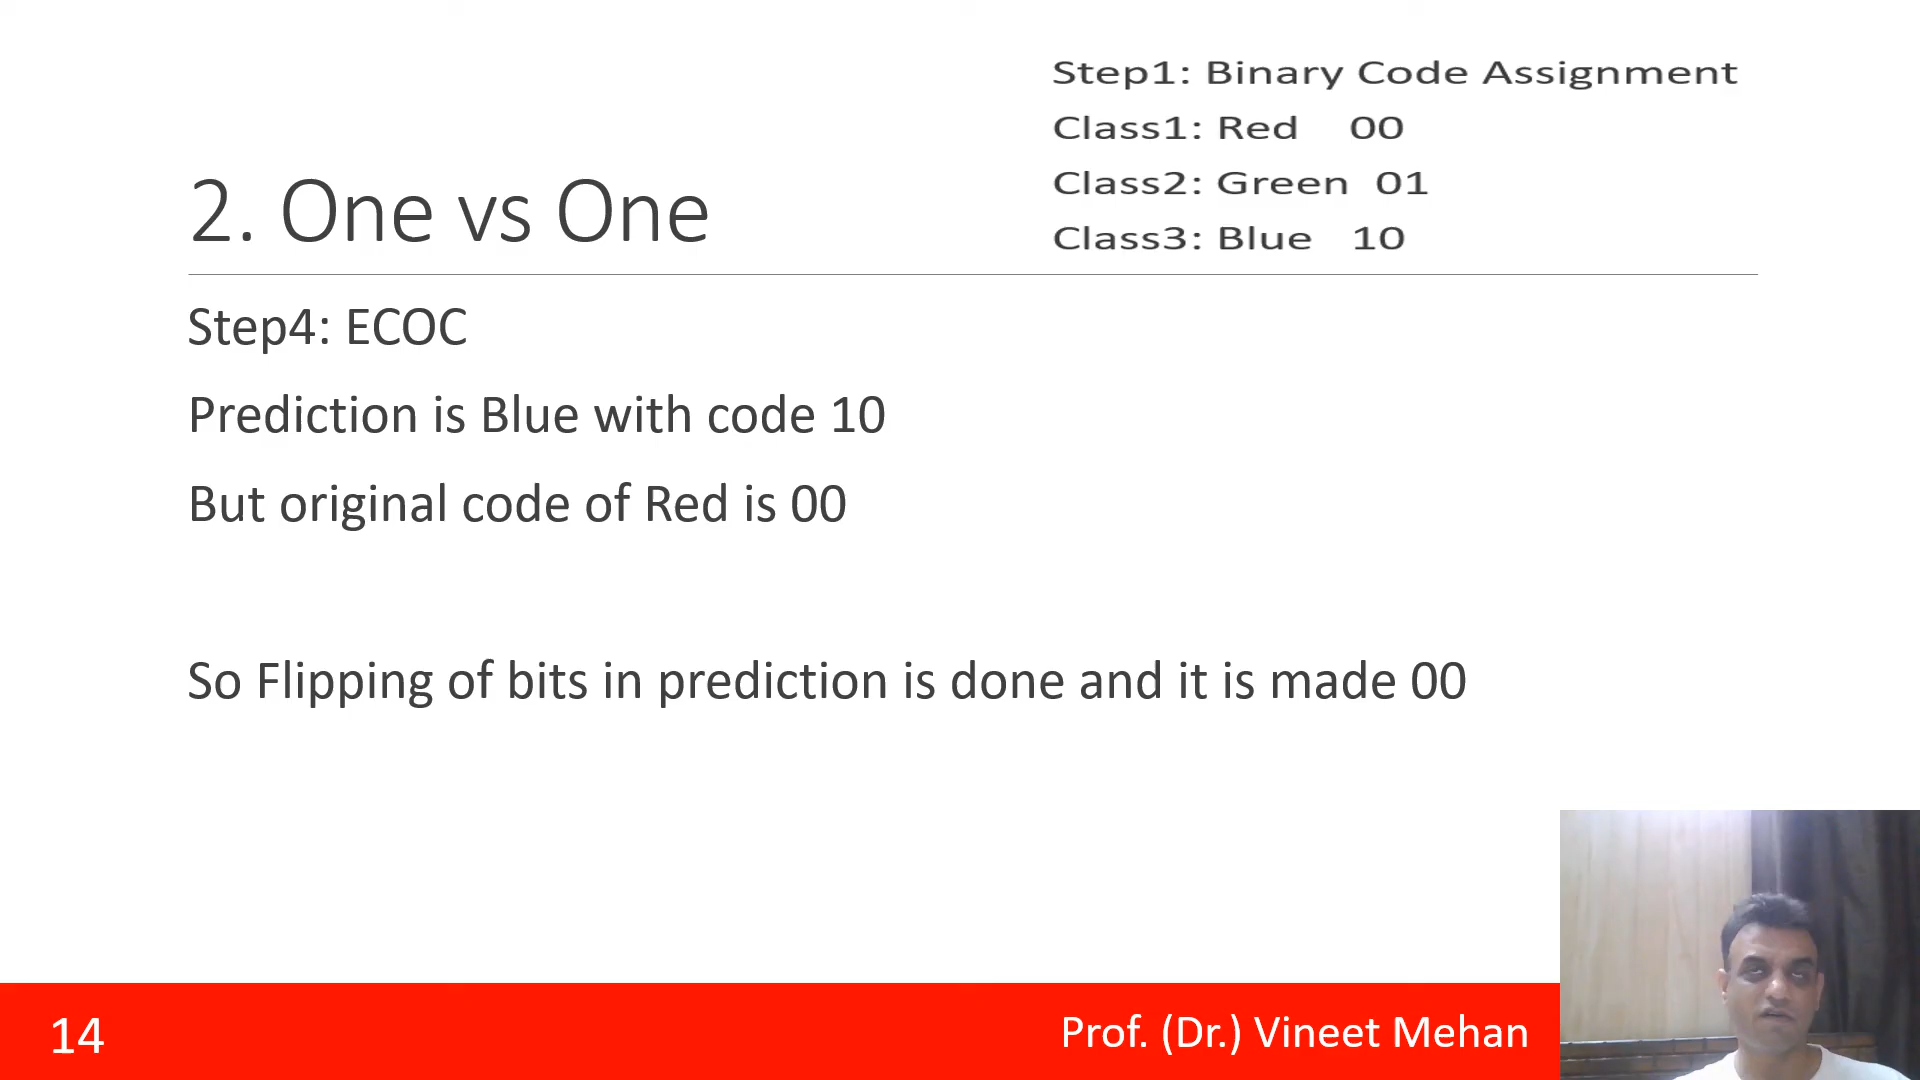 Step1: Binary Code Assignment
Class1: Red 00
Class2: Green 01
Class3: Blue 10
2. One vs One
Step4: ECOC
Prediction is Blue with code 10
But original code of Red is 00
So Flipping of bits in prediction is done and it is made 00
14
Prof. (Dr.) Vineet Mehan